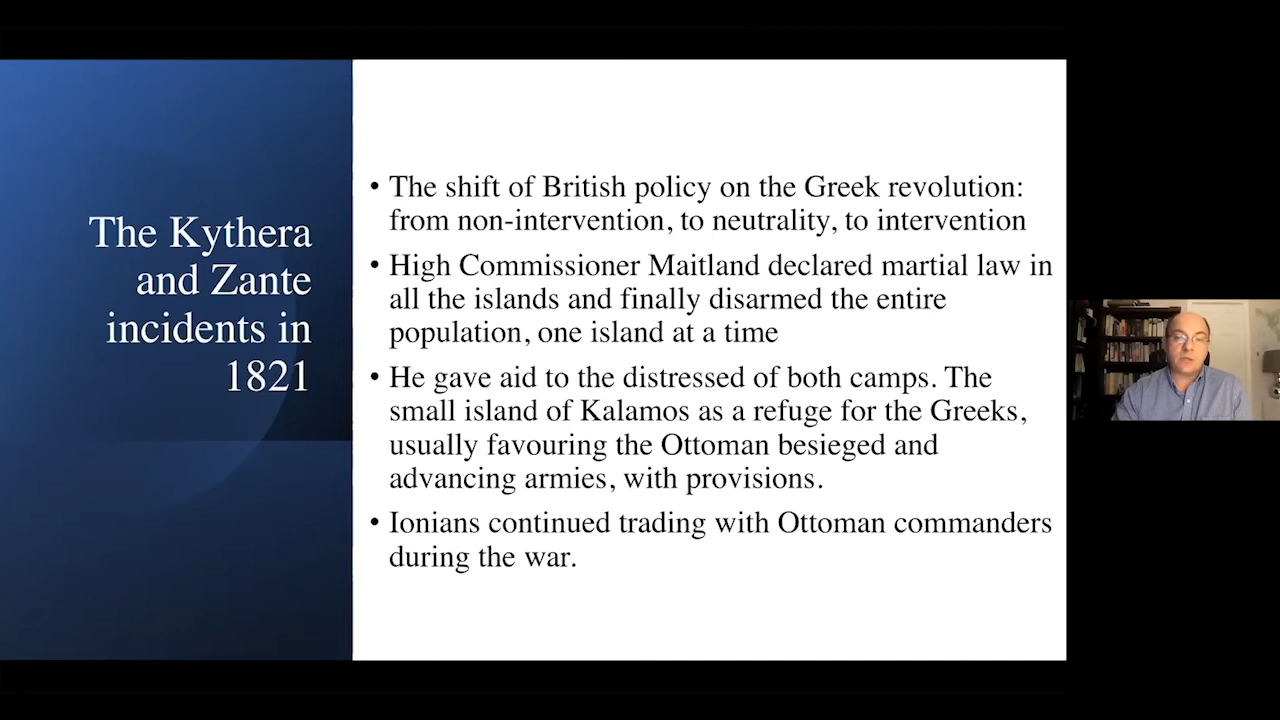 The Kythera
and Zante
incidents in
1821
• The shift of British policy on the Greek revolution:
from non-intervention, to neutrality, to intervention
• High Commissioner Maitland declared martial law in
all the islands and finally disarmed the entire
population, one island at a time
• He gave aid to the distressed of both camps. The
small island of Kalamos as a refuge for the Greeks,
usually favouring the Ottoman besieged and
advancing armies, with provisions.
• Ionians continued trading with Ottoman commanders
during the war.